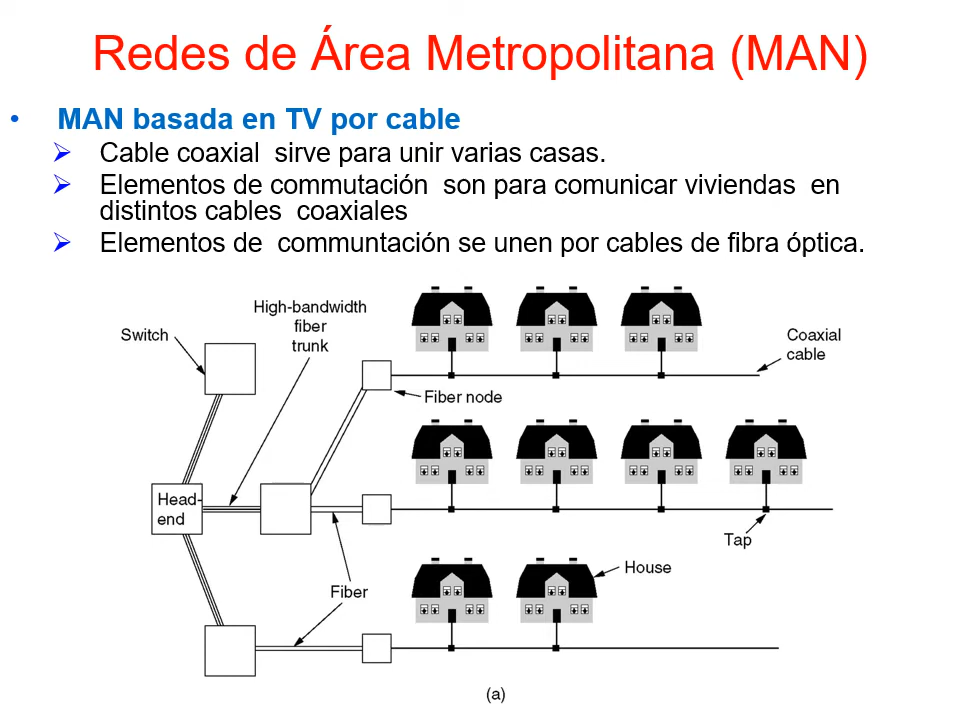 Redes de Área Metropolitana (MAN)
• MAN basada en TV por cable
➢ Cable coaxial sirve para unir varias casas.
➢ Elementos de commutación son para comunicar viviendas en
distintos cables coaxiales
➢ Elementos de communtación se unen por cables de fibra óptica.
High-bandwidth
fiber
trunk
Switch
Coaxial
cable
Fiber node
Head-
end
Tap
House
Fiber
(a)